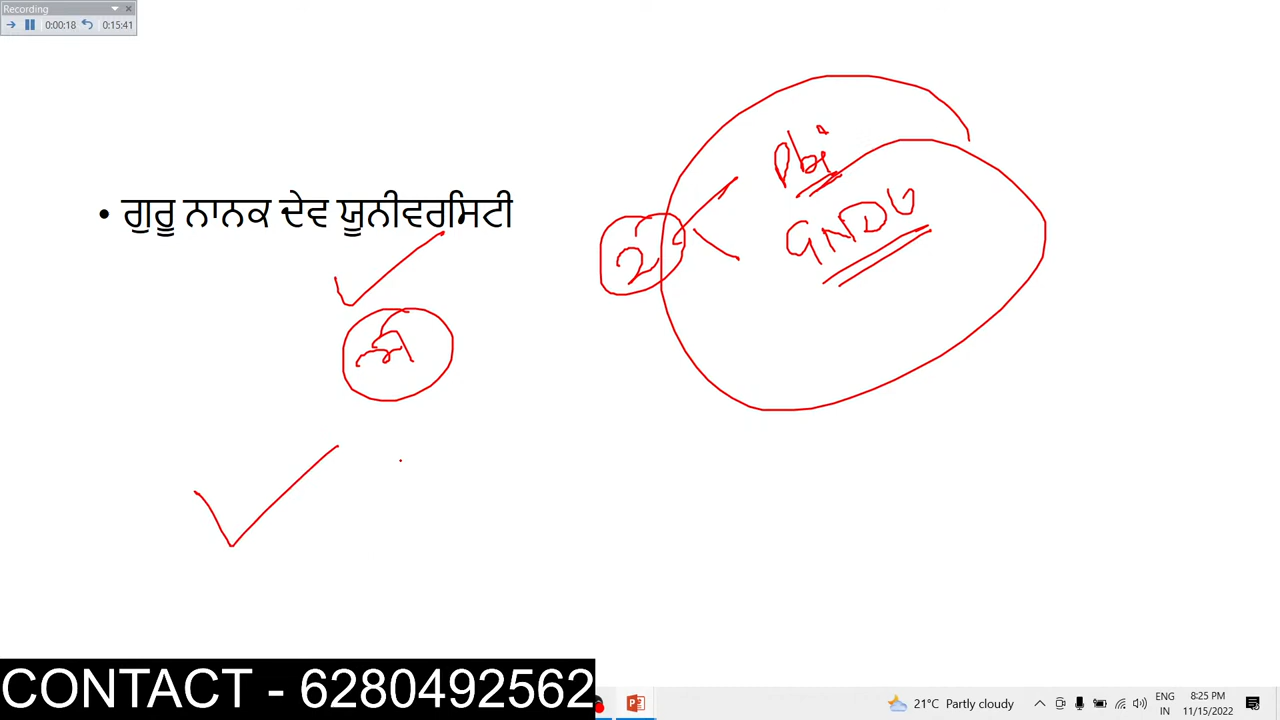 Recording
0:00:18 0:15:41
• ਗੁਰੂ ਨਾਨਕ ਦੇਵ ਯੂਨੀਵਰਸਿਟੀ
Pbi
2
GNDU
CONTACT - 6280492562
21°C Partly cloudy
ENG
IN
8:25 PM
11/15/2022